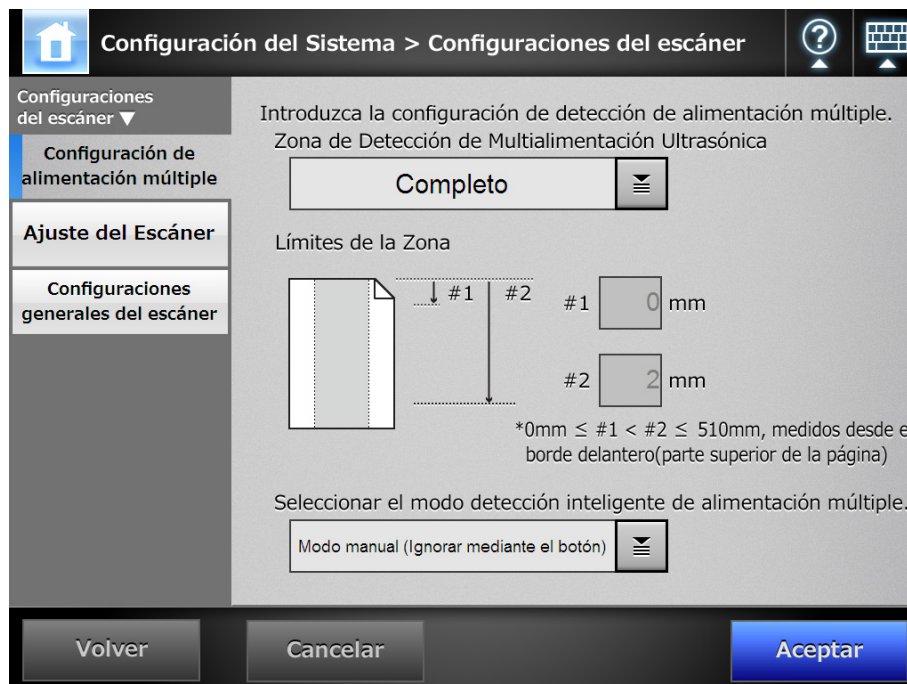 Configuración del Sistema > Configuraciones del escáner
?
Configuraciones
del escáner ▼
Configuración de
alimentación múltiple
Ajuste del Escáner
Configuraciones
generales del escáner
Introduzca la configuración de detección de alimentación múltiple.
Zona de Detección de Multialimentación Ultrasónica
Completo
Límites de la Zona
#1 #2
#1 0 mm
#2 2 mm
*0mm ≤ #1 < #2 ≤ 510mm, medidos desde e
borde delantero(parte superior de la página)
Seleccionar el modo detección inteligente de alimentación múltiple.
Modo manual (Ignorar mediante el botón)
Volver
Cancelar
Aceptar